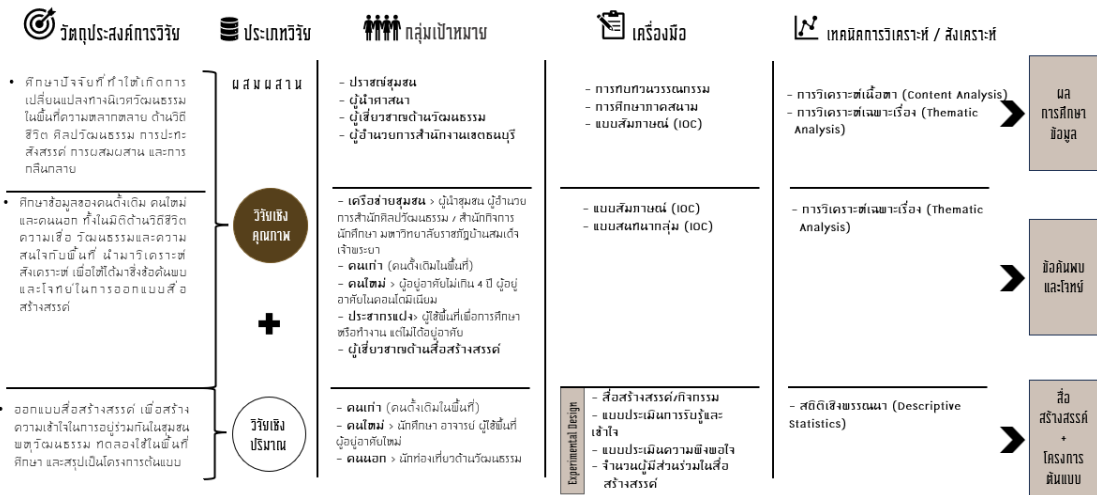 วัตถุประสงค์การวิจัย
ประเภทวิจัย
กลุ่มเป้าหมาย
เครื่องมือ
เทคนิคการวิเคราะห์ / สังเคราะห์
• ศึกษาปัจจัยที่ทำให้เกิดการ
เปลี่ยนแปลงทางนิเวศวัฒนธรรม
ในพื้นที่ความหลากหลาย ด้านวิถี
ชีวิต ศิลปวัฒนธรรม การปะทะ
สังสรรค์ การผสมผสาน และการ
กลืนกลาย
ผสมผสาน
- ปราชญ์ชุมชน
- ผู้นำศาสนา
- ผู้เชี่ยวชาญด้านวัฒนธรรม
- ผู้อำนวยการสำนักงานเขตธนบุรี
- การทบทวนวรรณกรรม
- การศึกษาภาคสนาม
- แบบสัมภาษณ์ (IOC)
- การวิเคราะห์เนื้อหา (Content Analysis)
- การวิเคราะห์เฉพาะเรื่อง (Thematic
Analysis)
ผล
การศึกษา
ข้อมูล
• ศึกษาข้อมูลของคนดั้งเดิม คนใหม่
และคนนอก ทั้งในมิติด้านวิถีชีวิต
ความเชื่อ วัฒนธรรมและความ
สนใจกับพื้นที่ นำมาวิเคราะห์
สังเคราะห์ เพื่อให้ได้มาซึ่งข้อค้นพบ
และโจทย์ในการออกแบบสื่อ
สร้างสรรค์
วิจัยเชิง
คุณภาพ
+
- เครือข่ายชุมชน > ผู้นำชุมชน ผู้อำนวย
การสำนักศิลปวัฒนธรรม / สำนักกิจการ
นักศึกษา มหาวิทยาลัยราชภัฏบ้านสมเด็จ
เจ้าพระยา
- คนเก่า (คนดั้งเดิมในพื้นที่)
- คนใหม่ > ผู้อยู่อาศัยไม่เกิน 4 ปี ผู้อยู่
อาศัยในคอนโดมิเนียม
- ประชากรแฝง> ผู้ใช้พื้นที่เพื่อการศึกษา
หรือทำงาน แต่ไม่ได้อยู่อาศัย
- ผู้เชี่ยวชาญด้านสื่อสร้างสรรค์
- แบบสัมภาษณ์ (IOC)
- แบบสนทนากลุ่ม (IOC)
- การวิเคราะห์เฉพาะเรื่อง (Thematic
Analysis)
ข้อค้นพบ
และโจทย์
• ออกแบบสื่อสร้างสรรค์ เพื่อสร้าง
ความเข้าใจในการอยู่ร่วมกันในชุมชน
พหุวัฒนธรรม ทดลองใช้ในพื้นที่
ศึกษา และสรุปเป็นโครงการต้นแบบ
วิจัยเชิง
ปริมาณ
- คนเก่า (คนดั้งเดิมในพื้นที่)
- คนใหม่ > นักศึกษา อาจารย์ ผู้ใช้พื้นที่
ผู้อยู่อาศัยใหม่
- คนนอก > นักท่องเที่ยวด้านวัฒนธรรม
Experimental Design
- สื่อสร้างสรรค์/กิจกรรม
- แบบประเมินการรับรู้และ
เข้าใจ
- แบบประเมินความพึงพอใจ
- จำนวนผู้มีส่วนร่วมในสื่อ
สร้างสรรค์
- สถิติเชิงพรรณนา (Descriptive
Statistics)
สื่อ
สร้างสรรค์
+
โครงการ
ต้นแบบ